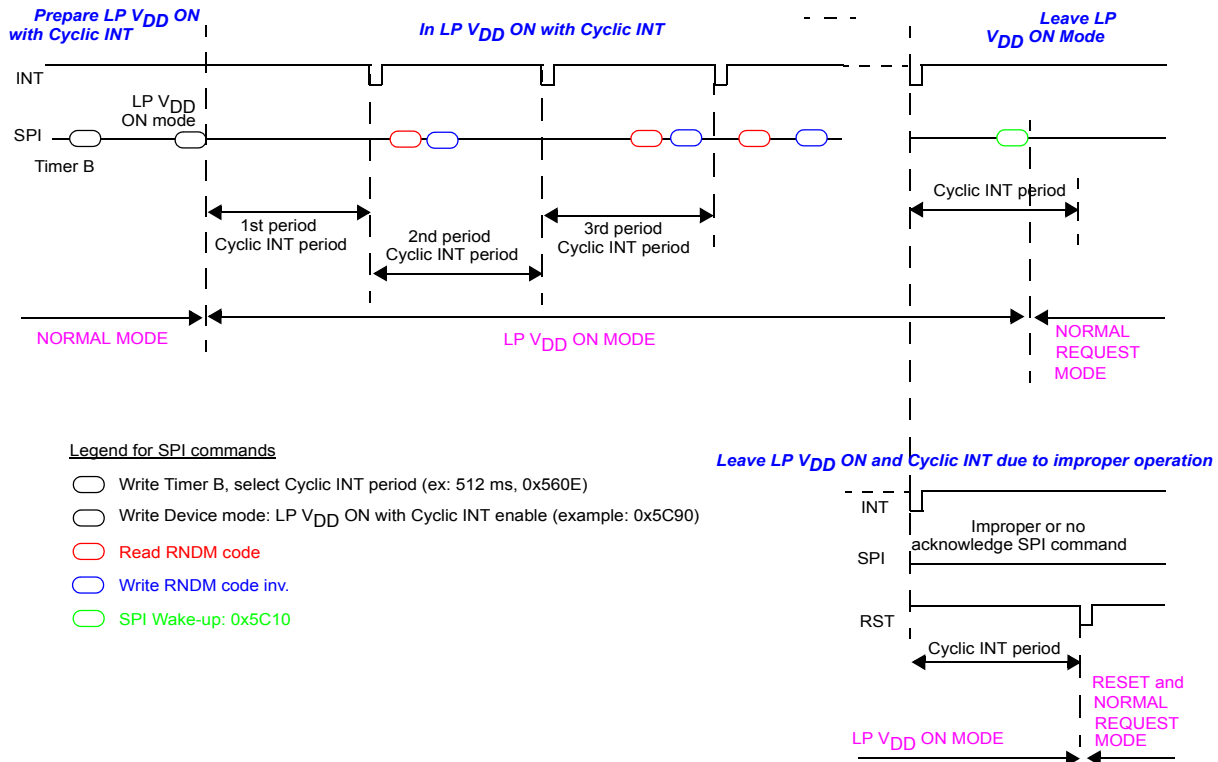 Prepare LP VDD ON
with Cyclic INT
In LP VDD ON with Cyclic INT
Leave LP
VDD ON Mode
INT
LP VDD
ON mode
SPI
Timer B
1st period
Cyclic INT period
2nd period
Cyclic INT period
3rd period
Cyclic INT period
Cyclic INT period
NORMAL MODE
LP VDD ON MODE
NORMAL
REQUEST
MODE
Legend for SPI commands
Write Timer B, select Cyclic INT period (ex: 512 ms, 0x560E)
Write Device mode: LP VDD ON with Cyclic INT enable (example: 0x5C90)
Read RNDM code
Write RNDM code inv.
SPI Wake-up: 0x5C10
Leave LP VDD ON and Cyclic INT due to improper operation
INT
Improper or no
acknowledge SPI command
SPI
RST
Cyclic INT period
RESET and
NORMAL
REQUEST
MODE
LP VDD ON MODE